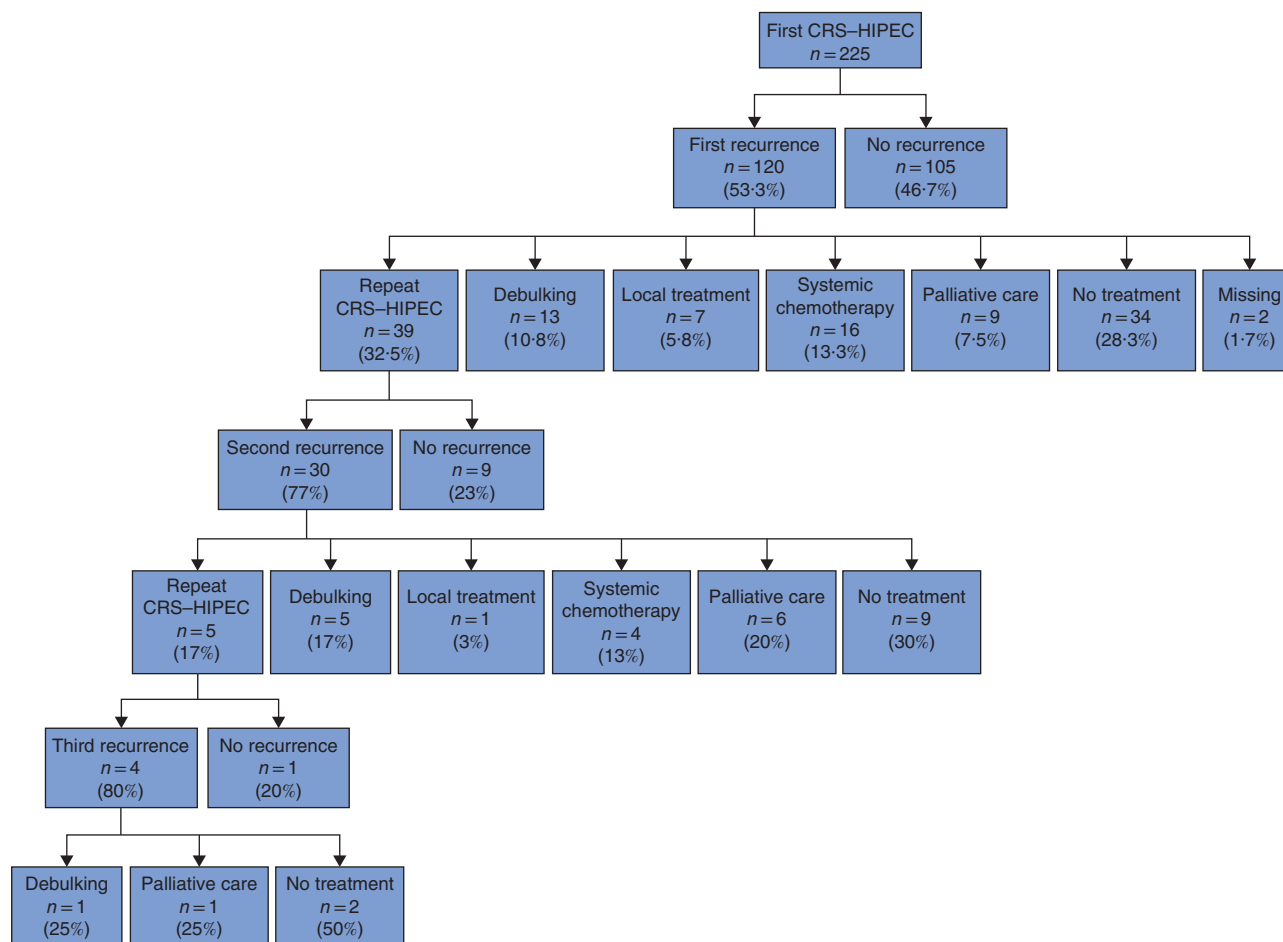 First CRS–HIPEC
n = 225
First recurrence
n = 120
(53·3%)
No recurrence
n = 105
(46·7%)
Repeat
CRS–HIPEC
n = 39
(32·5%)
Debulking
n = 13
(10·8%)
Local treatment
n = 7
(5·8%)
Systemic
chemotherapy
n = 16
(13·3%)
Palliative care
n = 9
(7·5%)
No treatment
n = 34
(28·3%)
Missing
n = 2
(1·7%)
Second recurrence
n = 30
(77%)
No recurrence
n = 9
(23%)
Repeat
CRS–HIPEC
n = 5
(17%)
Debulking
n = 5
(17%)
Local treatment
n = 1
(3%)
Systemic
chemotherapy
n = 4
(13%)
Palliative care
n = 6
(20%)
No treatment
n = 9
(30%)
Third recurrence
n = 4
(80%)
No recurrence
n = 1
(20%)
Debulking
n = 1
(25%)
Palliative care
n = 1
(25%)
No treatment
n = 2
(50%)